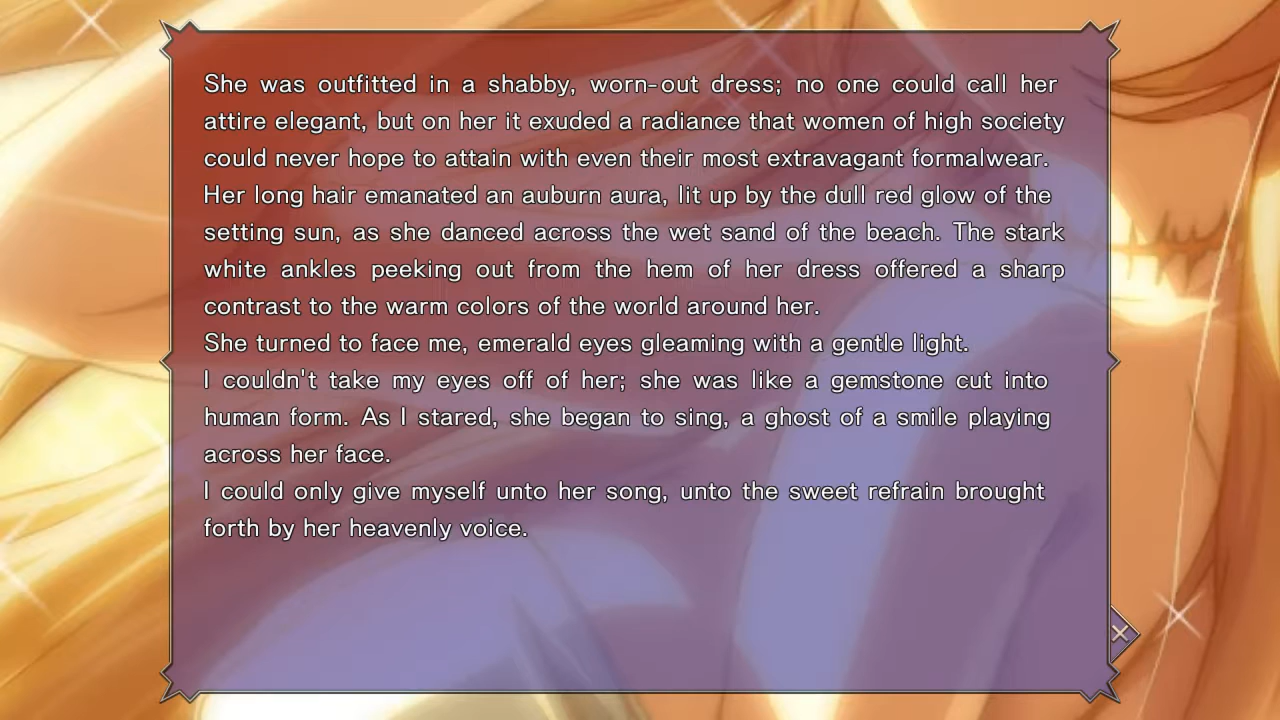 She was outfitted in a shabby, worn-out dress; no one could call her
attire elegant, but on her it exuded a radiance that women of high society
could never hope to attain with even their most extravagant formalwear.
Her long hair emanated an auburn aura, lit up by the dull red glow of the
setting sun, as she danced across the wet sand of the beach. The stark
white ankles peeking out from the hem of her dress offered a sharp
contrast to the warm colors of the world around her.
She turned to face me, emerald eyes gleaming with a gentle light.
I couldn't take my eyes off of her; she was like a gemstone cut into
human form. As I stared, she began to sing, a ghost of a smile playing
across her face.
I could only give myself unto her song, unto the sweet refrain brought
forth by her heavenly voice.